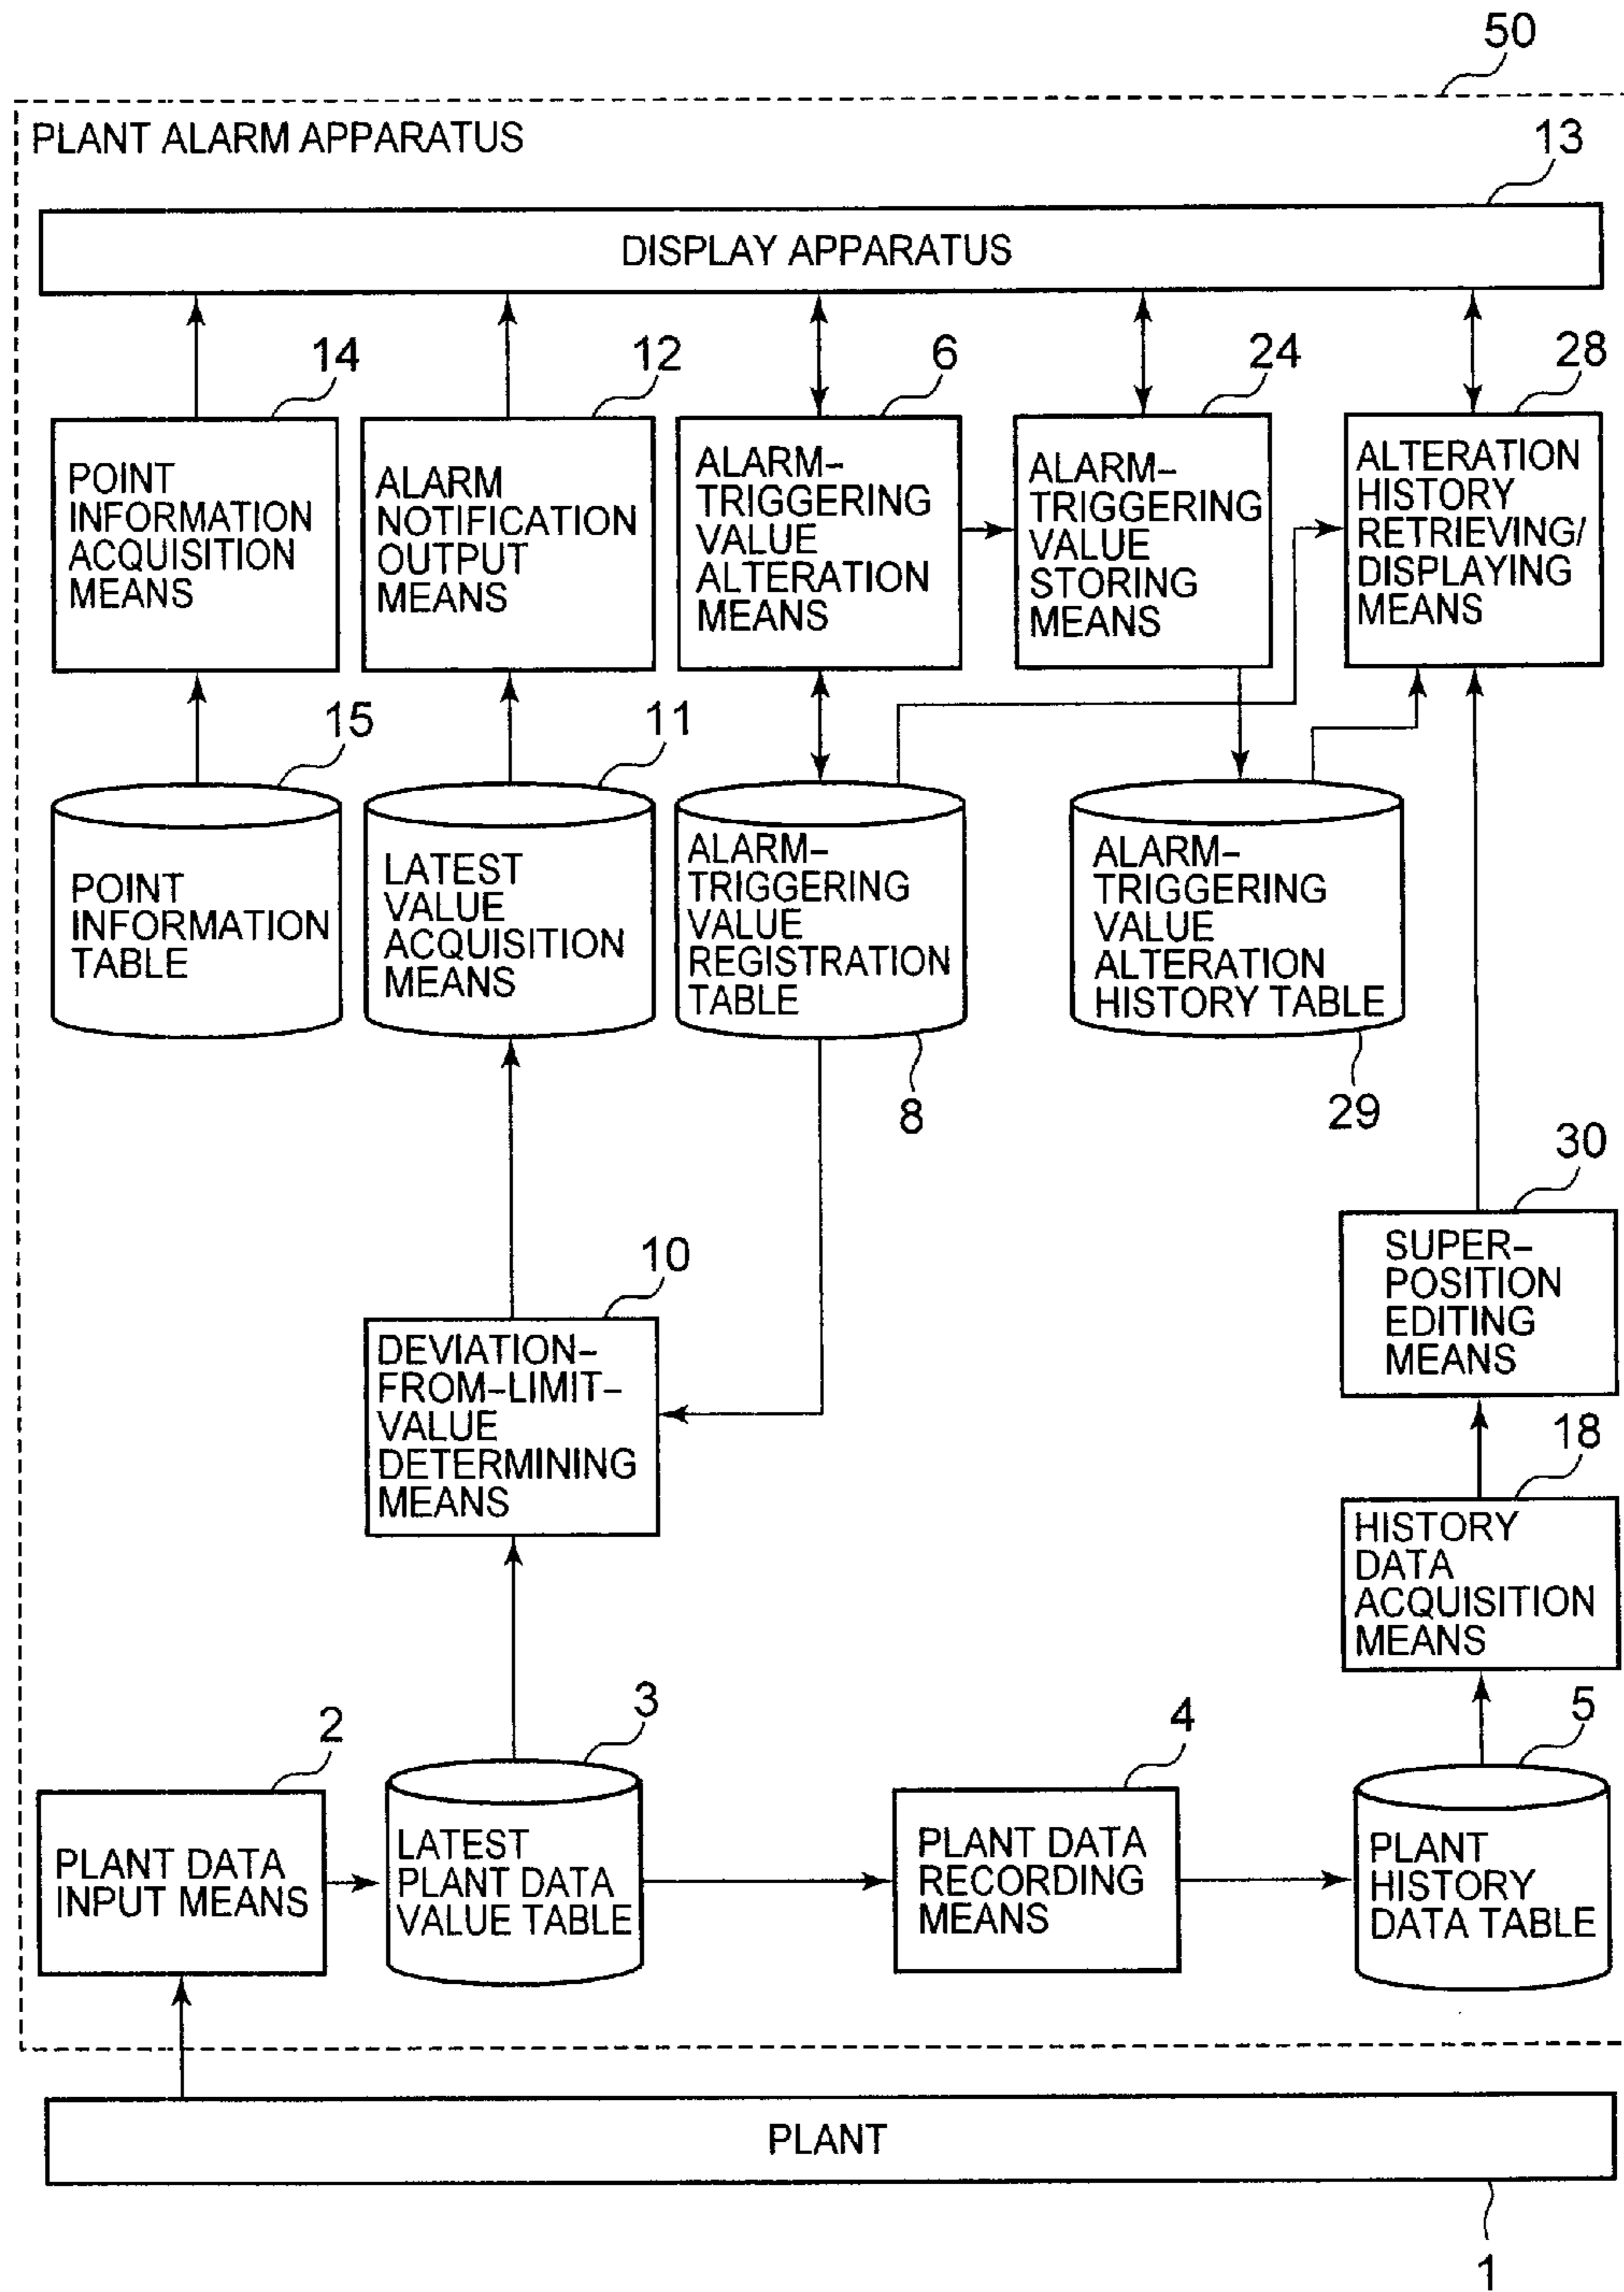 50
PLANT ALARM APPARATUS
13
DISPLAY APPARATUS
14
12
6
24
28
POINT
INFORMATION
ACQUISITION
MEANS
ALARM
NOTIFICATION
OUTPUT
MEANS
ALARM–
TRIGGERING
VALUE
ALTERATION
MEANS
ALARM–
TRIGGERING
VALUE
STORING
MEANS
ALTERATION
HISTORY
RETRIEVING/
DISPLAYING
MEANS
15
11
POINT
INFORMATION
TABLE
LATEST
VALUE
ACQUISITION
MEANS
ALARM–
TRIGGERING
VALUE
REGISTRATION
TABLE
ALARM–
TRIGGERING
VALUE
ALTERATION
HISTORY TABLE
8
29
30
10
SUPER–
POSITION
EDITING
MEANS
DEVIATION–
FROM–LIMIT–
VALUE
DETERMINING
MEANS
18
HISTORY
DATA
ACQUISITION
MEANS
2
3
4
5
PLANT DATA
INPUT MEANS
LATEST
PLANT DATA
VALUE TABLE
PLANT DATA
RECORDING
MEANS
PLANT
HISTORY
DATA TABLE
PLANT
1